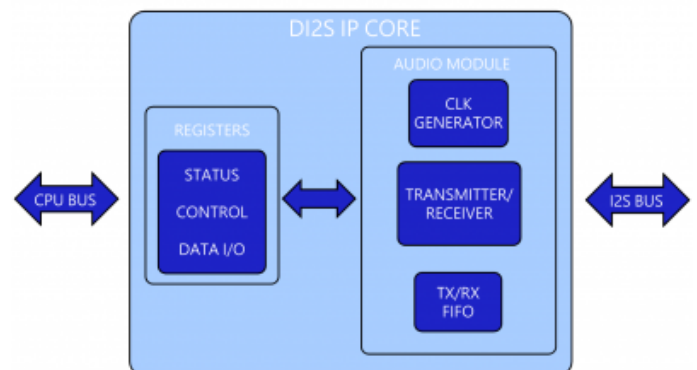 DI2S IP CORE
AUDIO MODULE
CLK
GENERATOR
REGISTERS
STATUS
CONTROL
DATA I/O
CPU BUS
TRANSMITTER/
RECEIVER
I2S BUS
TX/RX
FIFO